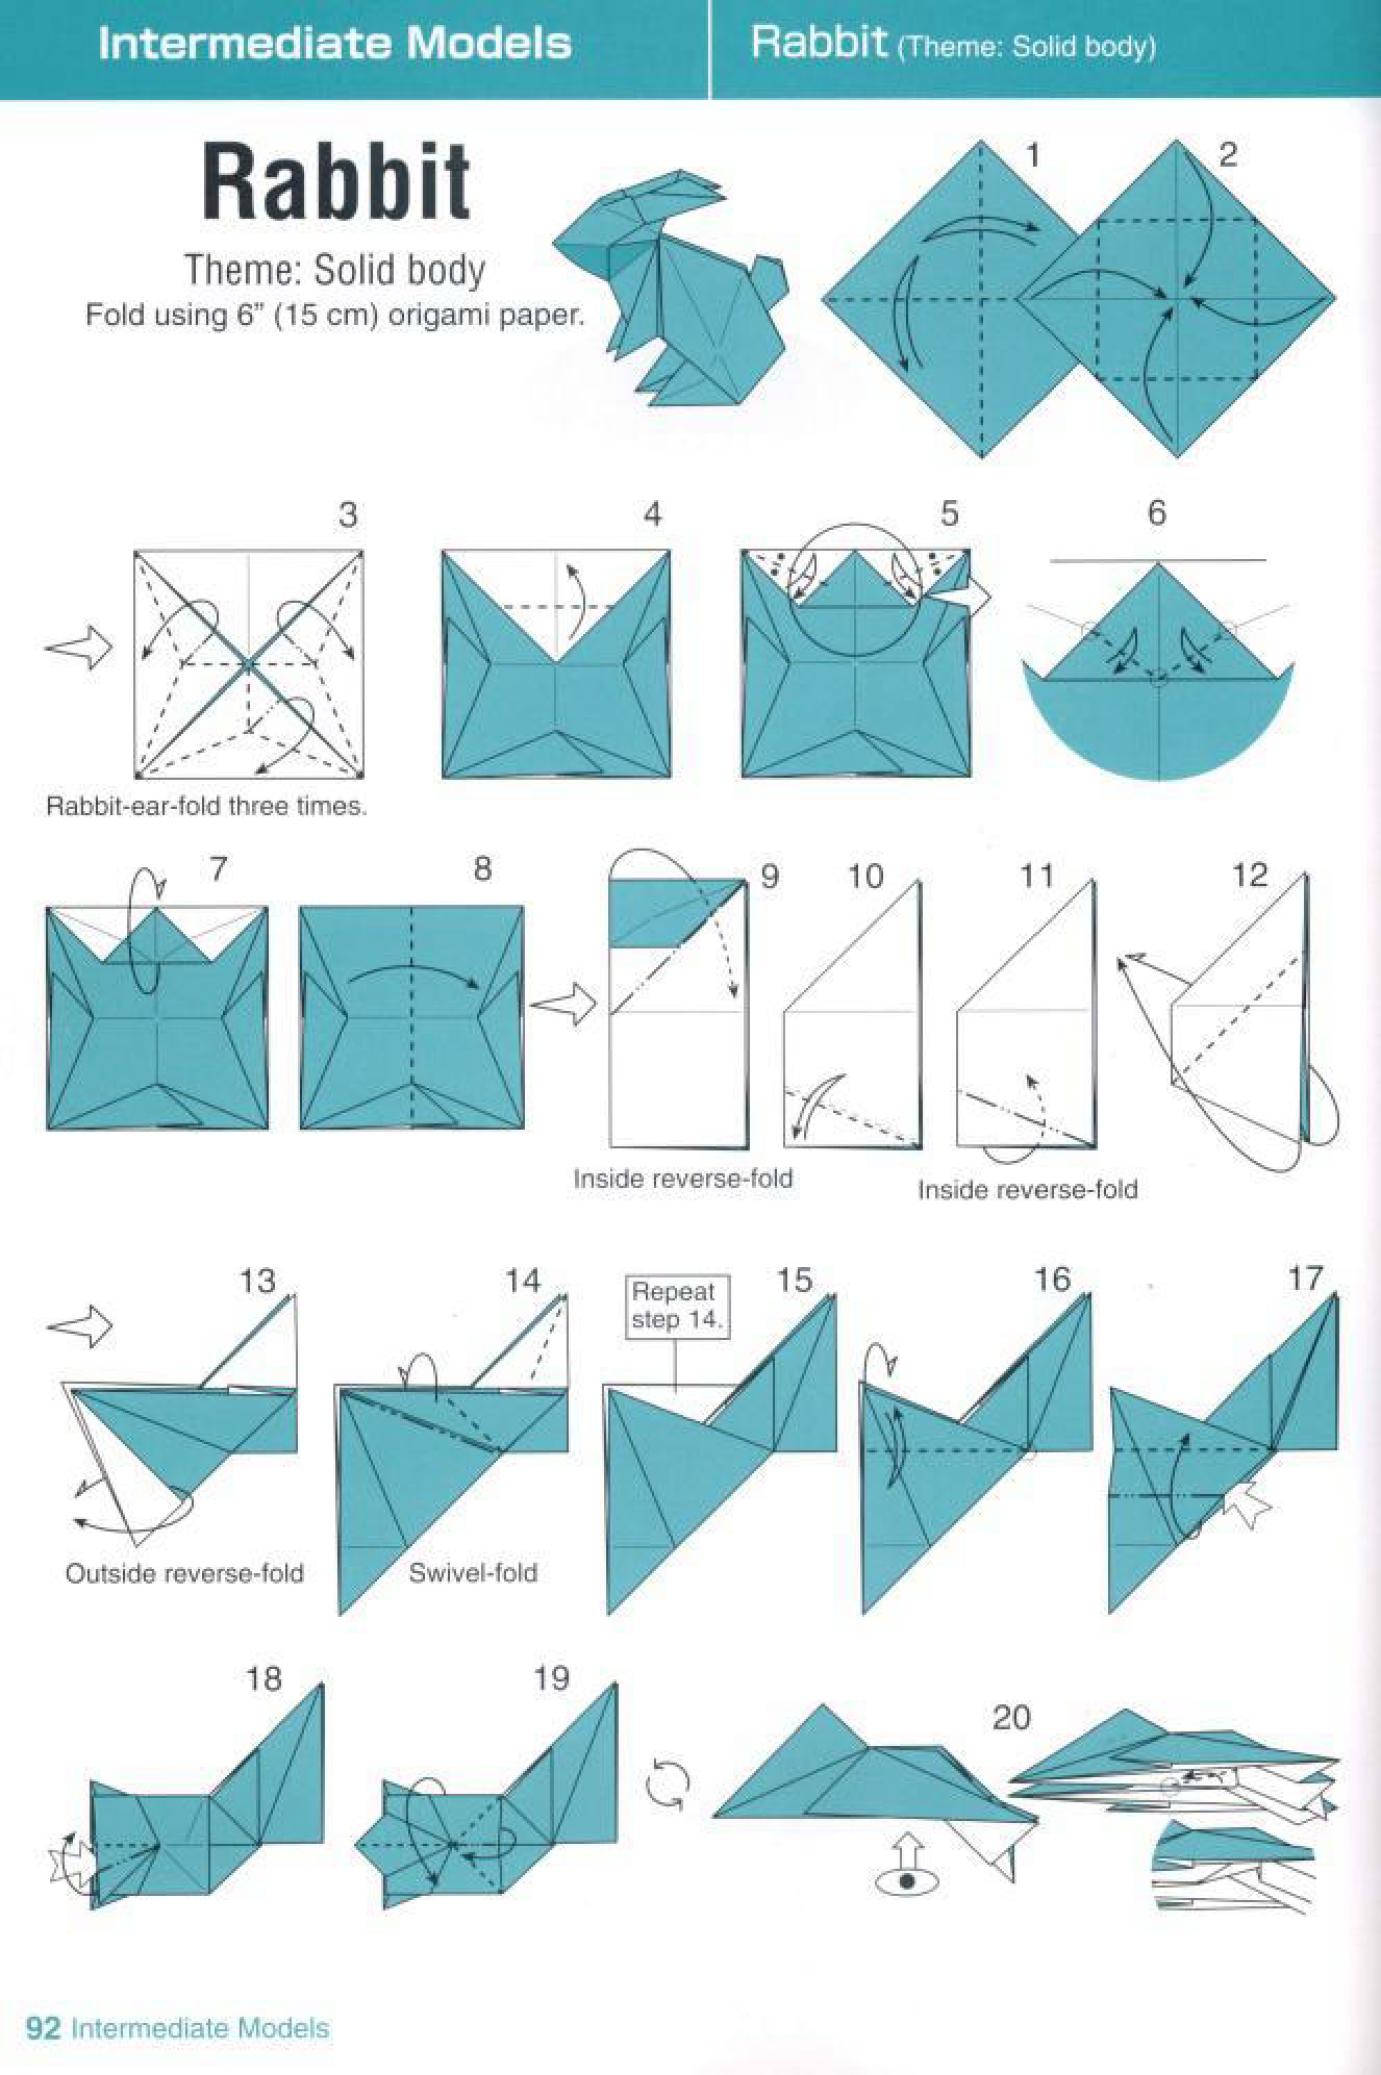 Intermediate Models
Rabbit (Theme: Solid body)
Rabbit
Theme: Solid body
Fold using 6” (15 cm) origami paper.
1
2
3
4
5
6
Rabbit-ear-fold three times.
7
8
9
10
11
12
Inside reverse-fold
Inside reverse-fold
13
14
Repeat
step 14.
15
16
17
Outside reverse-fold
Swivel-fold
18
19
20
92 Intermediate Models